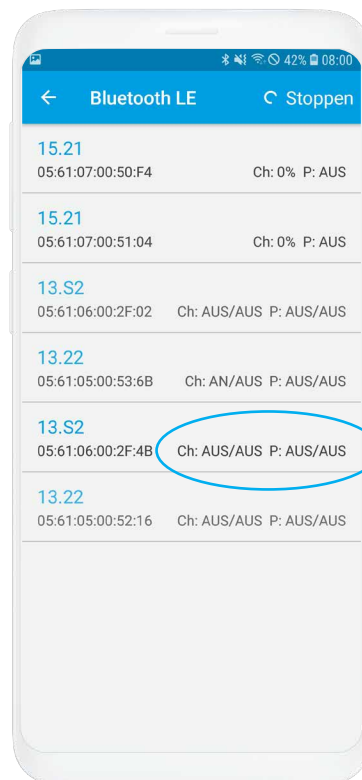 42% 08:00
Bluetooth LE Stoppen
15.21
05:61:07:00:50:F4 Ch: 0% P: AUS
15.21
05:61:07:00:51:04 Ch: 0% P: AUS
13.S2
05:61:06:00:2F:02 Ch: AUS/AUS P: AUS/AUS
13.22
05:61:05:00:53:6B Ch: AN/AUS P: AUS/AUS
13.S2
05:61:06:00:2F:4B Ch: AUS/AUS P: AUS/AUS
13.22
05:61:05:00:52:16 Ch: AUS/AUS P: AUS/AUS